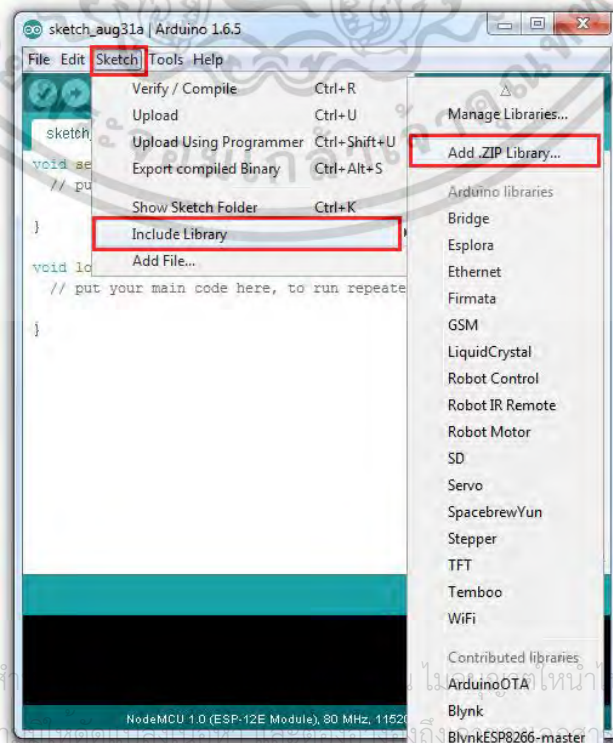 sketch_aug31a | Arduino 1.6.5
File Edit Sketch Tools Help
Verify / Compile Ctrl+R
Upload Ctrl+U
Upload Using Programmer Ctrl+Shift+U
Export compiled Binary Ctrl+Alt+S
Show Sketch Folder Ctrl+K
Include Library
Add File...
Manage Libraries...
Add .ZIP Library...
Arduino libraries
Bridge
Esplora
Ethernet
Firmata
GSM
LiquidCrystal
Robot Control
Robot IR Remote
Robot Motor
SD
Servo
SpacebrewYun
Stepper
TFT
Temboo
WiFi
Contributed libraries
ArduinoOTA
Blynk
BlynkESP8266-master
sketch_
void se
// pu
}
void lo
// put your main code here, to run repeate
}
NodeMCU 1.0 (ESP-12E Module), 80 MHz, 11520